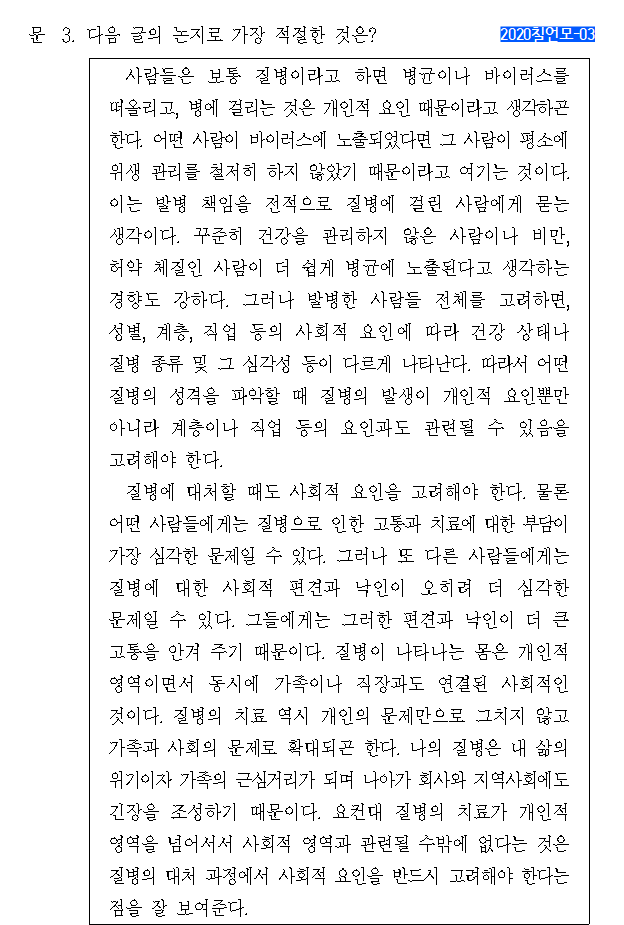 문 3. 다음 글의 논지로 가장 적절한 것은?
2020침언모-03
사람들은 보통 질병이라고 하면 병균이나 바이러스를
떠올리고, 병에 걸리는 것은 개인적 요인 때문이라고 생각하곤
한다. 어떤 사람이 바이러스에 노출되었다면 그 사람이 평소에
위생 관리를 철저히 하지 않았기 때문이라고 여기는 것이다.
이는 발병 책임을 전적으로 질병에 걸린 사람에게 묻는
생각이다. 꾸준히 건강을 관리하지 않은 사람이나 비만,
허약 체질인 사람이 더 쉽게 병균에 노출된다고 생각하는
경향도 강하다. 그러나 발병한 사람들 전체를 고려하면,
성별, 계층, 직업 등의 사회적 요인에 따라 건강 상태나
질병 종류 및 그 심각성 등이 다르게 나타난다. 따라서 어떤
질병의 성격을 파악할 때 질병의 발생이 개인적 요인뿐만
아니라 계층이나 직업 등의 요인과도 관련될 수 있음을
고려해야 한다.
질병에 대처할 때도 사회적 요인을 고려해야 한다. 물론
어떤 사람들에게는 질병으로 인한 고통과 치료에 대한 부담이
가장 심각한 문제일 수 있다. 그러나 또 다른 사람들에게는
질병에 대한 사회적 편견과 낙인이 오히려 더 심각한
문제일 수 있다. 그들에게는 그러한 편견과 낙인이 더 큰
고통을 안겨 주기 때문이다. 질병이 나타나는 몸은 개인적
영역이면서 동시에 가족이나 직장과도 연결된 사회적인
것이다. 질병의 치료 역시 개인의 문제만으로 그치지 않고
가족과 사회의 문제로 확대되곤 한다. 나의 질병은 내 삶의
위기이자 가족의 근심거리가 되며 나아가 회사와 지역사회에도
긴장을 조성하기 때문이다. 요컨대 질병의 치료가 개인적
영역을 넘어서서 사회적 영역과 관련될 수밖에 없다는 것은
질병의 대처 과정에서 사회적 요인을 반드시 고려해야 한다는
점을 잘 보여준다.